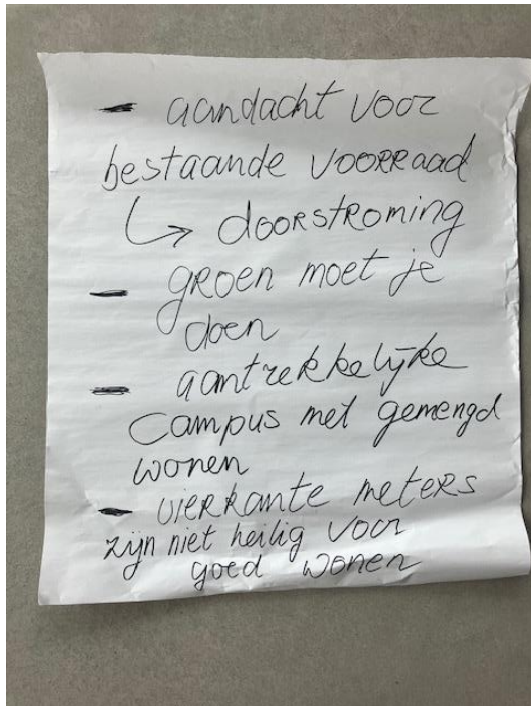 - aandacht voor
bestaande voorraad
↳ doorstroming
- groen moet je
doen
- aantrekkelijke
campus met gemengd
wonen
- vierkante meters
zijn niet heilig voor
goed wonen